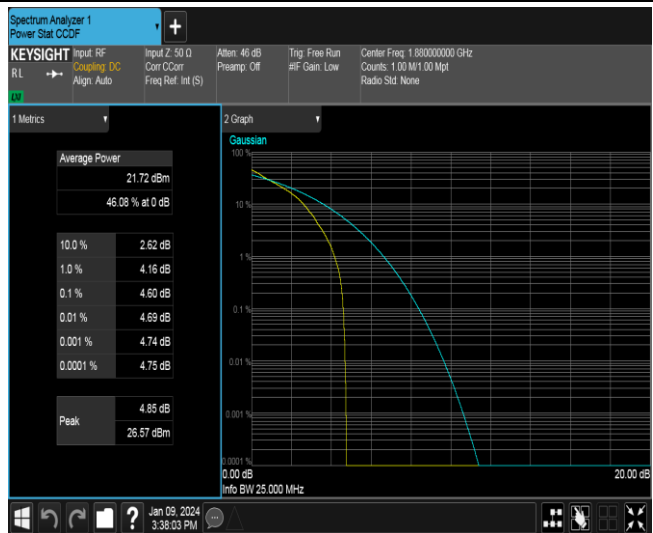 Spectrum Analyzer 1
Power Stat CCDF
+
KEYSIGHT
RL
Input: RF
Coupling: DC
Align: Auto
Input Z: 50 Ω
Corr CCorr
Freq Ref: Int (S)
Atten: 46 dB
Preamp: Off
Trig: Free Run
#IF Gain: Low
Center Freq: 1.880000000 GHz
Counts: 1.00 M/1.00 Mpt
Radio Std: None
1 Metrics
Average Power
21.72 dBm
46.08 % at 0 dB
10.0 % 2.62 dB
1.0 % 4.16 dB
0.1 % 4.60 dB
0.01 % 4.69 dB
0.001 % 4.74 dB
0.0001 % 4.75 dB
Peak
4.85 dB
26.57 dBm
2 Graph
Gaussian
100 %
10 %
1 %
0.1 %
0.01 %
0.001 %
0.0001 %
0.00 dB 20.00 dB
Info BW 25.000 MHz
?
Jan 09, 2024
3:38:03 PM